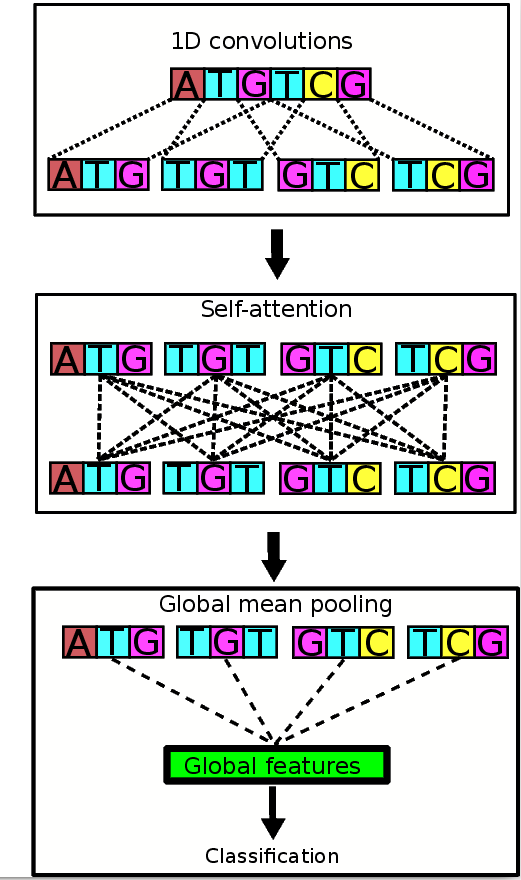 1D convolutions
ATGTCG
ATG TGT GTC TCG
Self-attention
ATG TGT GTC TCG
ATG TGT GTC TCG
Global mean pooling
ATG TGT GTC TCG
Global features
Classification